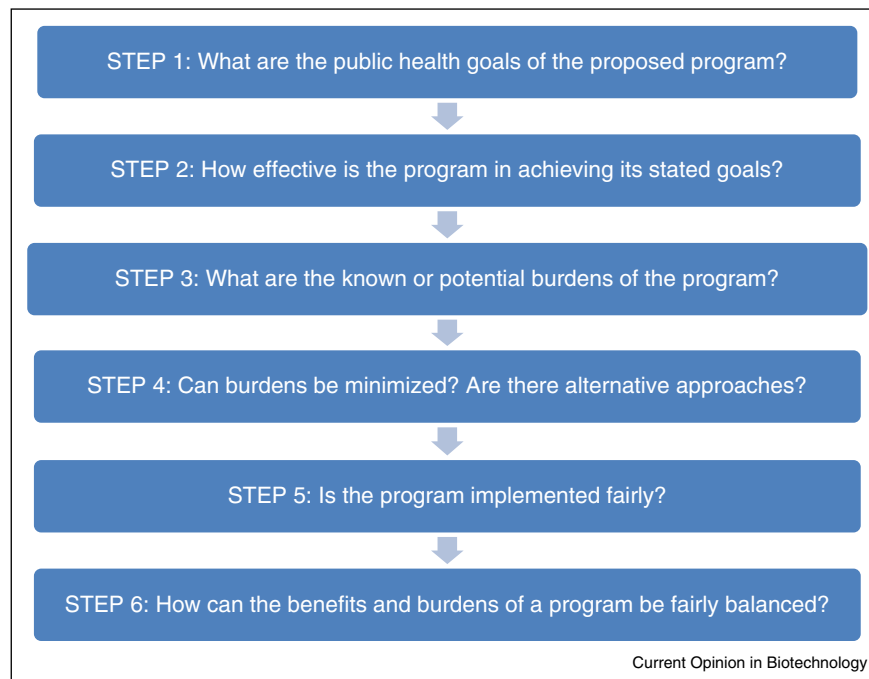 STEP 1: What are the public health goals of the proposed program?
STEP 2: How effective is the program in achieving its stated goals?
STEP 3: What are the known or potential burdens of the program?
STEP 4: Can burdens be minimized? Are there alternative approaches?
STEP 5: Is the program implemented fairly?
STEP 6: How can the benefits and burdens of a program be fairly balanced?
Current Opinion in Biotechnology